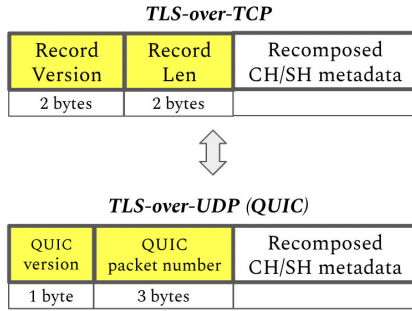 TLS-over-TCP
Record Version
Record Len
Recomposed CH/SH metadata
2 bytes
2 bytes
TLS-over-UDP (QUIC)
QUIC version
QUIC packet number
Recomposed CH/SH metadata
1 byte
3 bytes